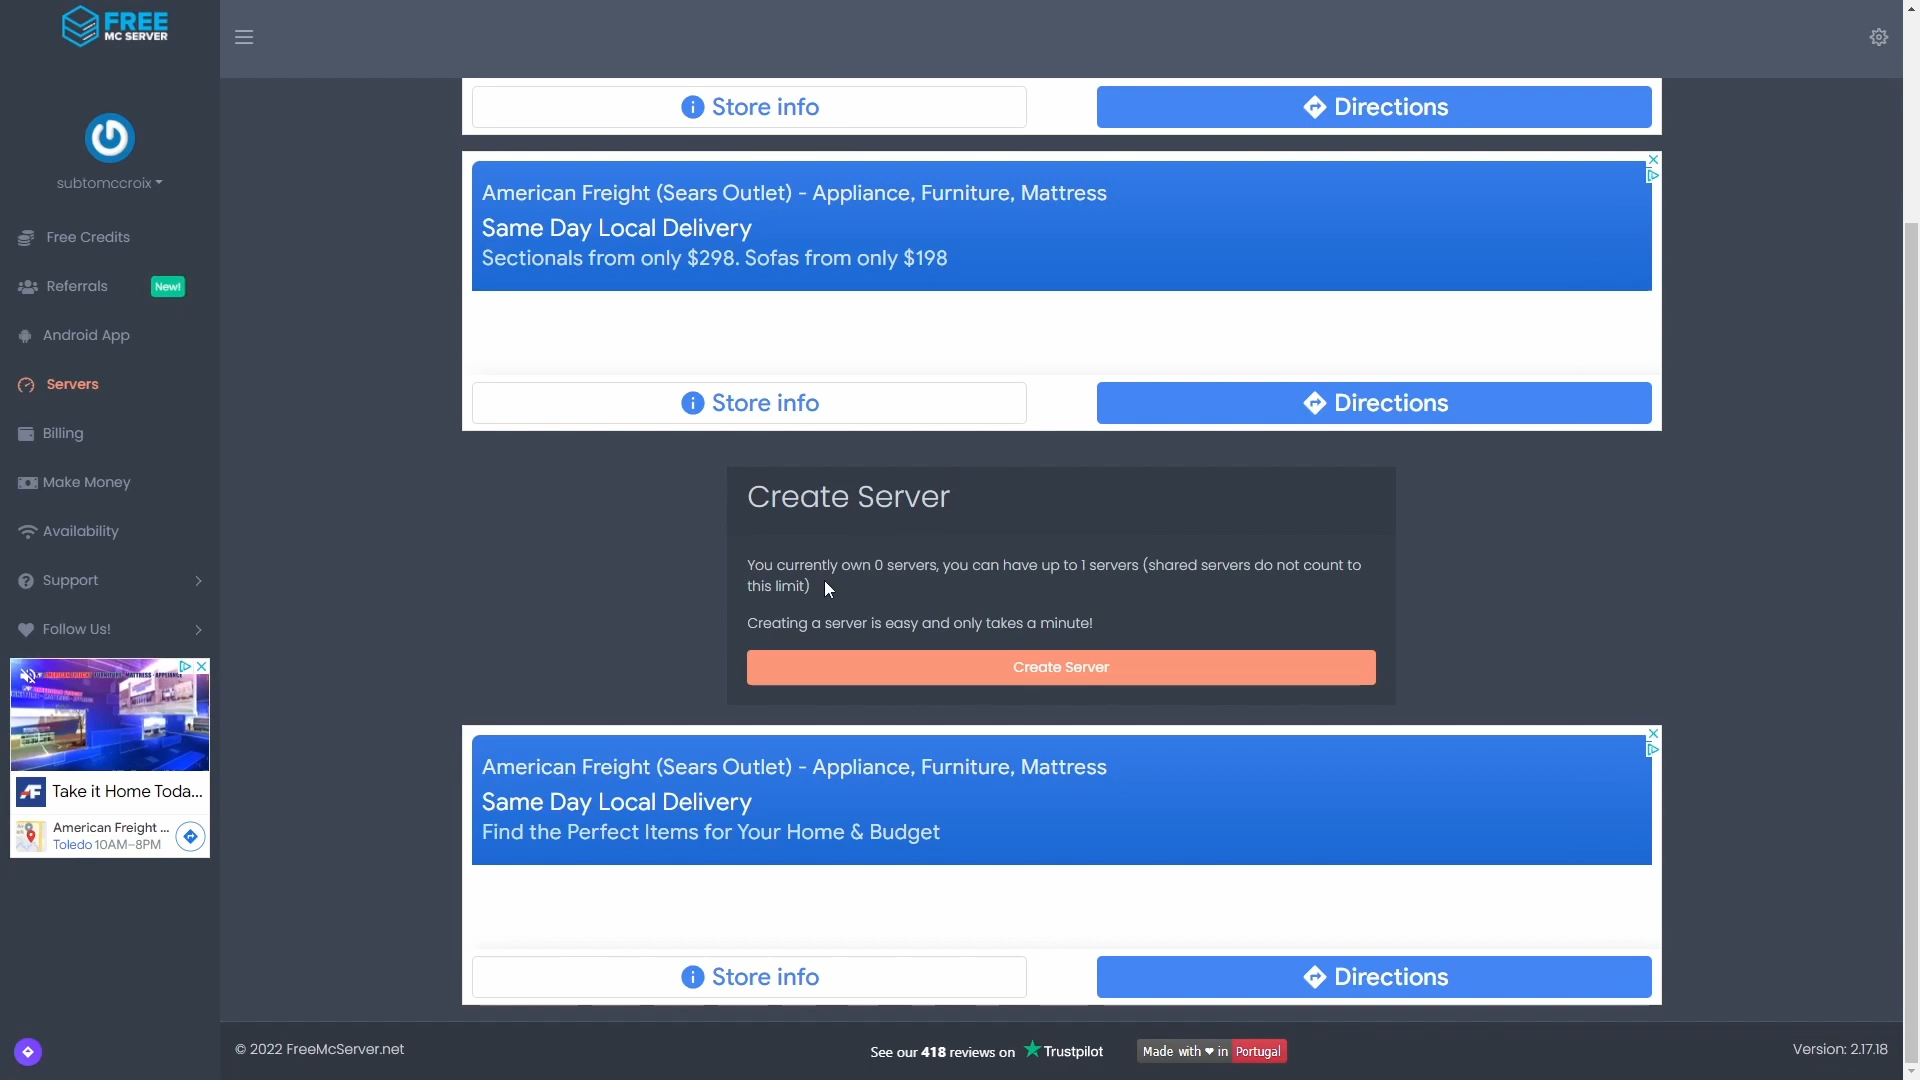 FREE
MC SERVER
subtomccroix
Free Credits
Referrals New!
Android App
Servers
Billing
Make Money
Availability
Support
Follow Us!
Take it Home Toda...
American Freight ...
Toledo 10AM–8PM
Store info Directions
American Freight (Sears Outlet) - Appliance, Furniture, Mattress
Same Day Local Delivery
Sectionals from only $298. Sofas from only $198
Store info Directions
Create Server
You currently own 0 servers, you can have up to 1 servers (shared servers do not count to
this limit)
Creating a server is easy and only takes a minute!
Create Server
American Freight (Sears Outlet) - Appliance, Furniture, Mattress
Same Day Local Delivery
Find the Perfect Items for Your Home & Budget
Store info Directions
© 2022 FreeMcServer.net
See our 418 reviews on Trustpilot
Made with ❤ in Portugal
Version: 2.17.18